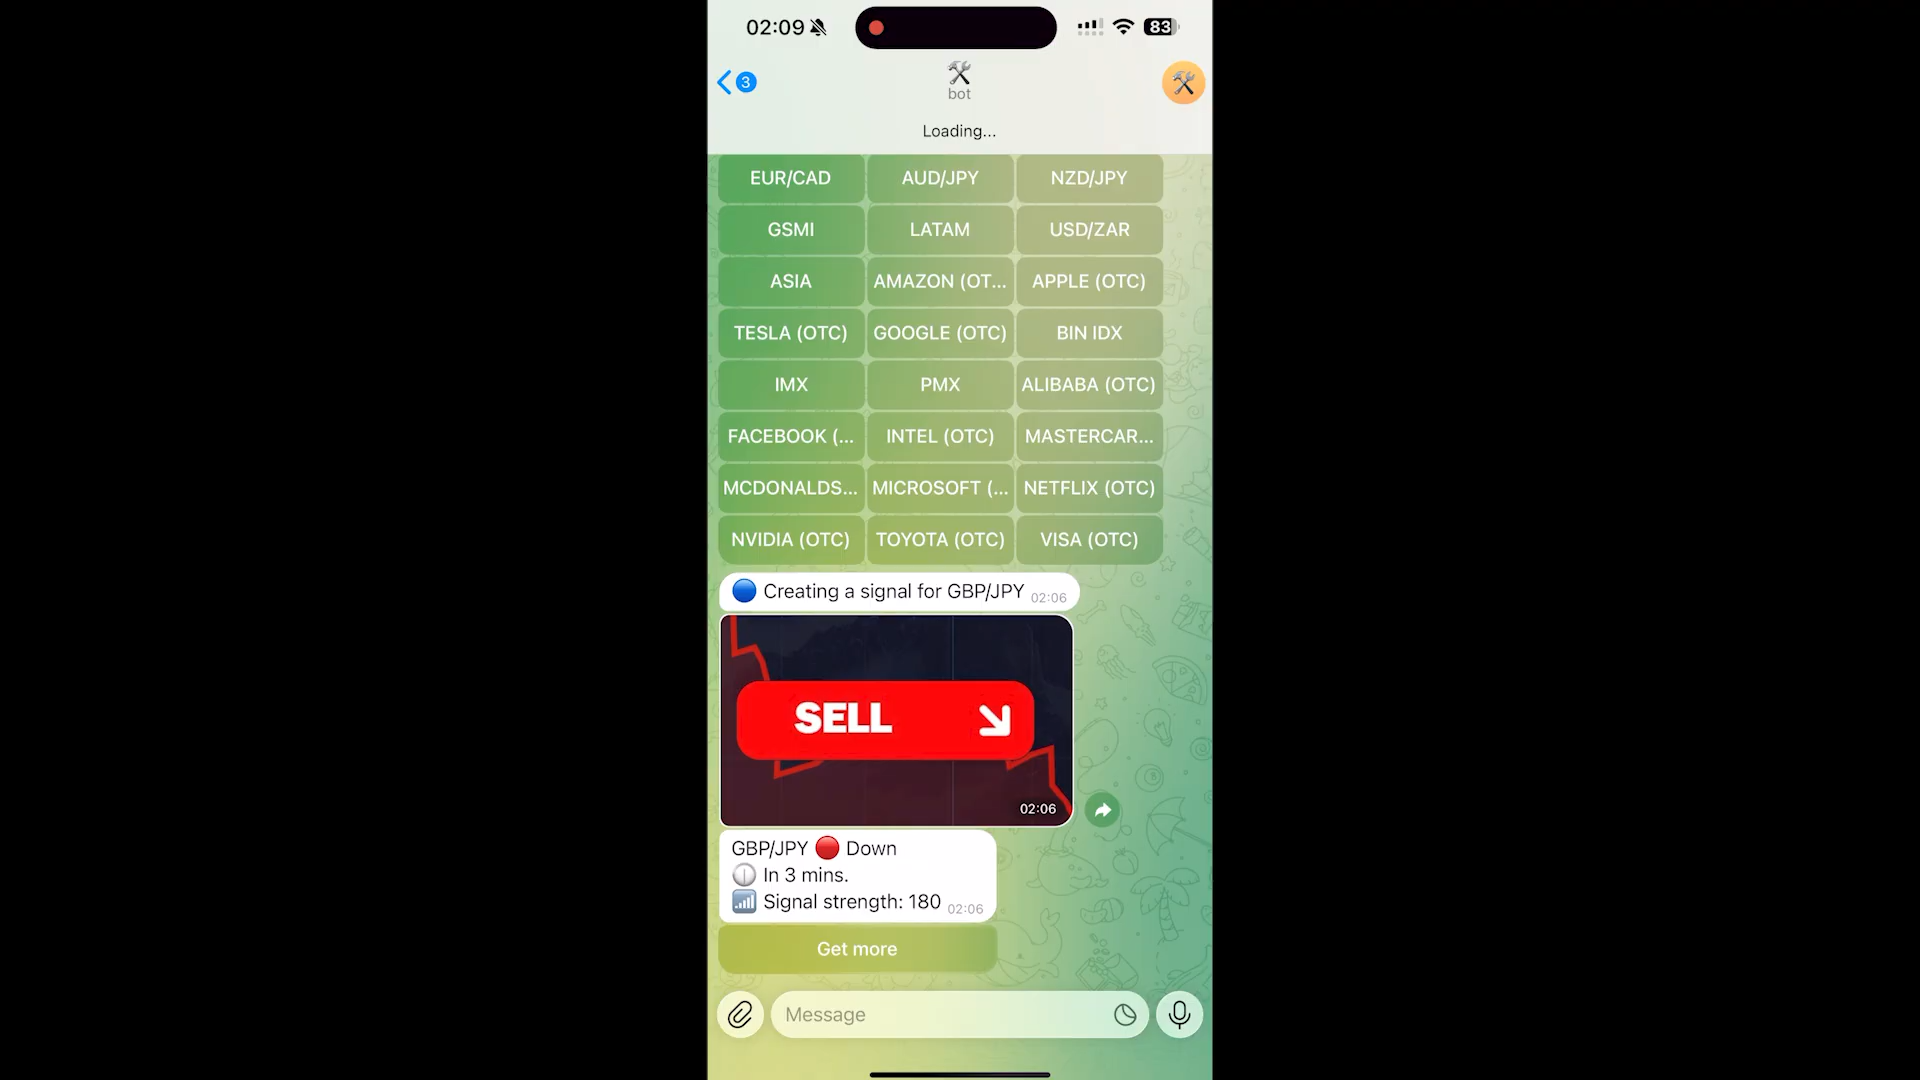 02:09
83
3
bot
Loading...
EUR/CAD AUD/JPY NZD/JPY
GSMI LATAM USD/ZAR
ASIA AMAZON (OT... APPLE (OTC)
TESLA (OTC) GOOGLE (OTC) BIN IDX
IMX PMX ALIBABA (OTC)
FACEBOOK (... INTEL (OTC) MASTERCAR...
MCDONALDS... MICROSOFT (... NETFLIX (OTC)
NVIDIA (OTC) TOYOTA (OTC) VISA (OTC)
Creating a signal for GBP/JPY 02:06
SELL
02:06
GBP/JPY Down
In 3 mins.
Signal strength: 180 02:06
Get more
Message